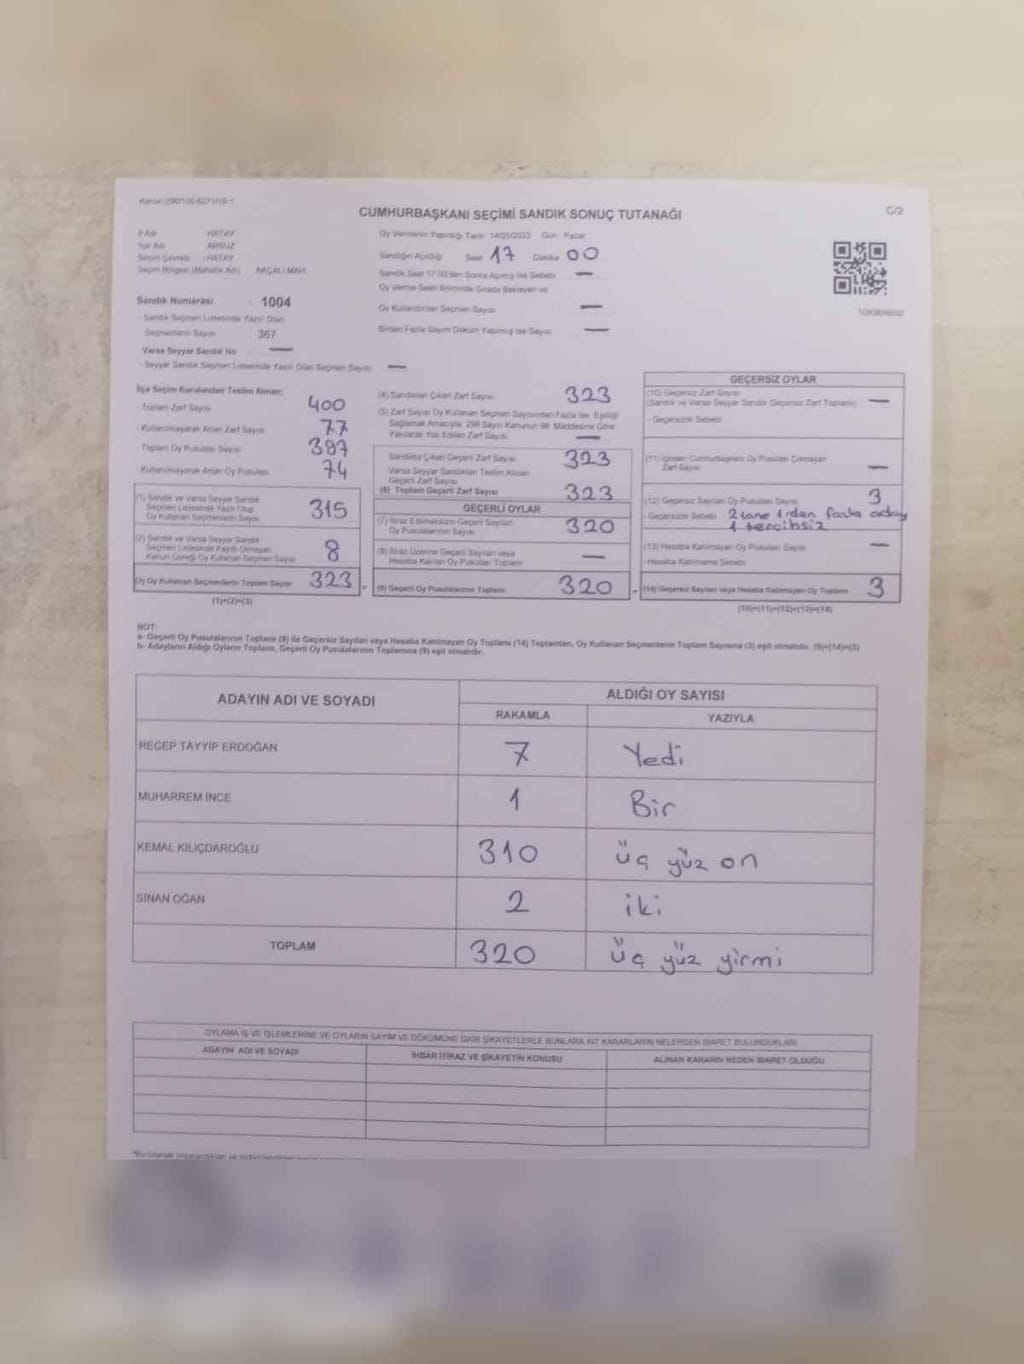 CUMHURBAŞKANI SEÇİMİ SANDIK SONUÇ TUTANAĞI
C/2
İl Adı : HATAY
İlçe Adı : ARSUZ
Seçim Çevresi : HATAY
Seçim Bölgesi (Mahalle Adı) : AKÇALI MAH.
Sandık Numarası : 1004
- Sandık Seçmen Listesinde Yazılı Olan
Seçmenlerin Sayısı : 367
Varsa Seyyar Sandık No : —
- Seyyar Sandık Seçmen Listesinde Yazılı Olan Seçmen Sayısı : —
Oy Vermenin Yapıldığı Tarih: 14/05/2023 Gün : Pazar
Sandığın Açıldığı Saat 17 Dakika 00
Sandık Saat 17:00'den Sonra Açılmış İse Sebebi —
Oy Verme Saati Bitiminde Sırada Bekleyen ve
Oy Kullandırılan Seçmen Sayısı —
Birden Fazla Sayım Döküm Yapılmış İse Sayısı —
İlçe Seçim Kurulundan Teslim Alınan;
- Toplam Zarf Sayısı 400
- Kullanılmayarak Artan Zarf Sayısı 77
- Toplam Oy Pusulası Sayısı 397
- Kullanılmayarak Artan Oy Pusulası 74
(1) Sandık ve Varsa Seyyar Sandık
Seçmen Listesinde Yazılı Olup
Oy Kullanan Seçmenlerin Sayısı 315
(2) Sandık ve Varsa Seyyar Sandık
Seçmen Listesinde Kayıtlı Olmayan
Kanun Gereği Oy Kullanan Seçmen Sayısı 8
(3) Oy Kullanan Seçmenlerin Toplam Sayısı 323 =
(1)+(2)=(3)
(4) Sandıktan Çıkan Zarf Sayısı 323
(5) Zarf Sayısı Oy Kullanan Seçmen Sayısından Fazla İse, Eşitliği
Sağlamak Amacıyla; 298 Sayılı Kanunun 98. Maddesine Göre
Yakılarak Yok Edilen Zarf Sayısı —
Sandıkta Çıkan Geçerli Zarf Sayısı 323
Varsa Seyyar Sandıktan Teslim Alınan
Geçerli Zarf Sayısı
(6) Toplam Geçerli Zarf Sayısı 323
GEÇERLİ OYLAR
(7) İtiraz Edilmeksizin Geçerli Sayılan
Oy Pusulalarının Sayısı 320
(8) İtiraz Üzerine Geçerli Sayılan veya
Hesaba Katılan Oy Pusulası Toplamı —
(9) Geçerli Oy Pusulalarının Toplamı 320 +
GEÇERSİZ OYLAR
(10) Geçersiz Zarf Sayısı
(Sandık ve Varsa Seyyar Sandık Geçersiz Zarf Toplamı) —
- Geçersizlik Sebebi
(11) İçinden Cumhurbaşkanı Oy Pusulası Çıkmayan
Zarf Sayısı —
(12) Geçersiz Sayılan Oy Pusulası Sayısı 3
- Geçersizlik Sebebi : 2 tane 1'den fazla aday
1 tercihsiz
(13) Hesaba Katılmayan Oy Pusulası Sayısı —
- Hesaba Katılmama Sebebi
(14) Geçersiz Sayılan veya Hesaba Katılmayan Oy Toplamı 3
(10)+(11)+(12)+(13)=(14)
NOT:
a- Geçerli Oy Pusulalarının Toplamı (9) ile Geçersiz Sayılan veya Hesaba Katılmayan Oy Toplamı (14) Toplamları, Oy Kullanan Seçmenlerin Toplam Sayısına (3) eşit olmalıdır. (9)+(14)=(3)
b- Adayların Aldığı Oyların Toplamı, Geçerli Oy Pusulalarının Toplamına (9) eşit olmalıdır.
ADAYIN ADI VE SOYADI
ALDIĞI OY SAYISI
RAKAMLA YAZIYLA
RECEP TAYYİP ERDOĞAN 7 Yedi
MUHARREM İNCE 1 Bir
KEMAL KILIÇDAROĞLU 310 üç yüz on
SİNAN OĞAN 2 iki
TOPLAM 320 üç yüz yirmi
OYLAMA İŞ VE İŞLEMLERİNE VE OYLARIN SAYIM VE DÖKÜMÜNE DAİR ŞİKAYETLERLE BUNLARA AİT KARARLARIN NELERDEN İBARET BULUNDUKLARI
ADAYIN ADI VE SOYADI
İHBAR İTİRAZ VE ŞİKAYETİN KONUSU
ALINAN KARARIN NEDEN İBARET OLDUĞU